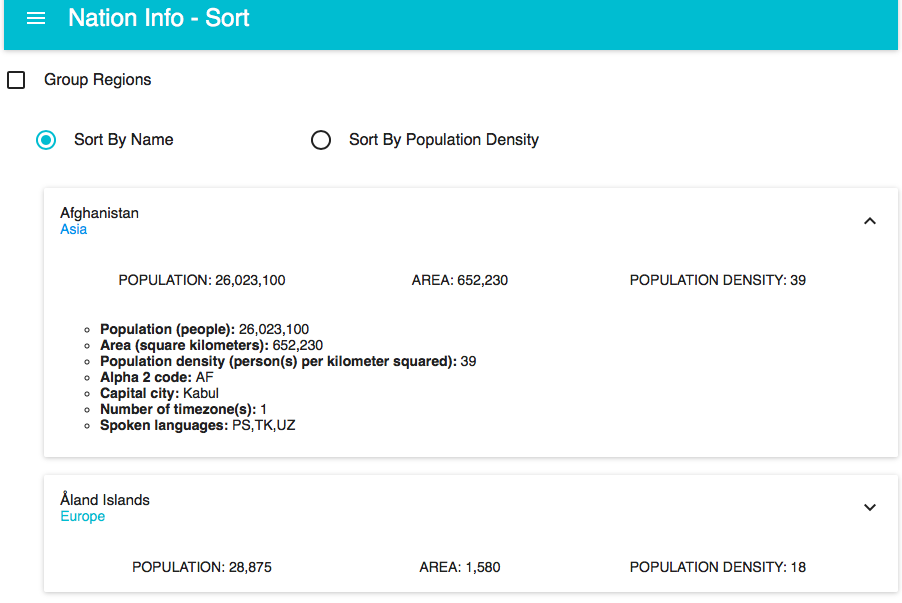 Nation Info - Sort
Group Regions
Sort By Name Sort By Population Density
Afghanistan
Asia
POPULATION: 26,023,100 AREA: 652,230 POPULATION DENSITY: 39
Population (people): 26,023,100
Area (square kilometers): 652,230
Population density (person(s) per kilometer squared): 39
Alpha 2 code: AF
Capital city: Kabul
Number of timezone(s): 1
Spoken languages: PS,TK,UZ
Åland Islands
Europe
POPULATION: 28,875 AREA: 1,580 POPULATION DENSITY: 18